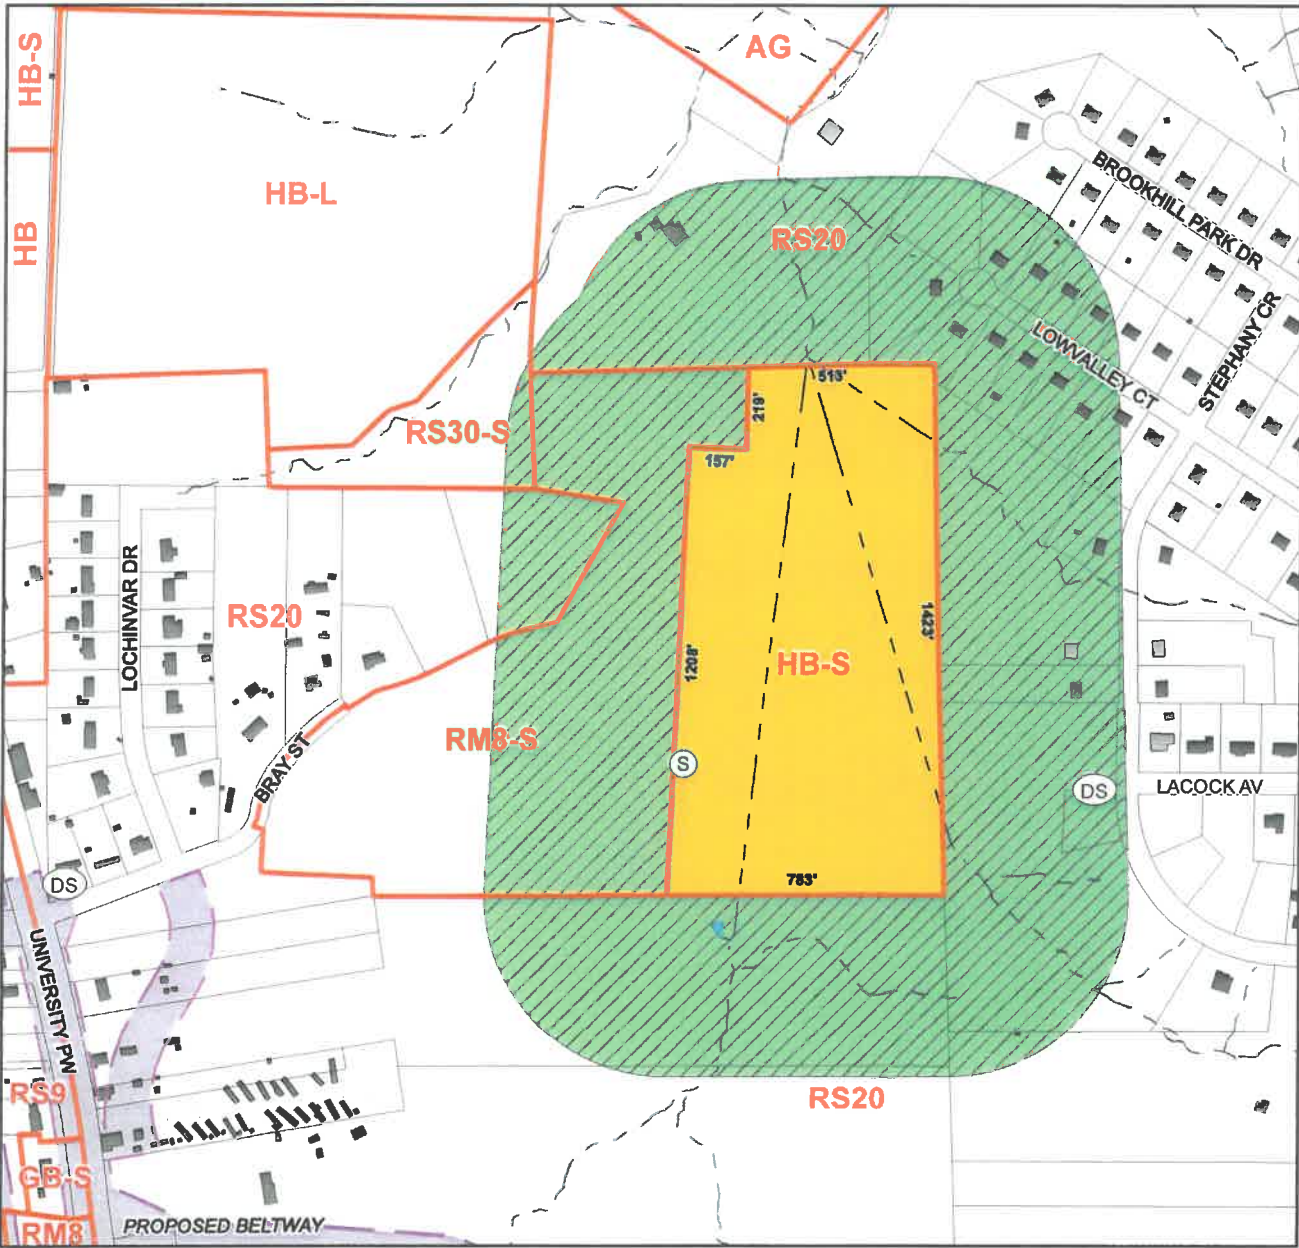 HB-S
AG
HB-L
HB
BROOKHILL PARK DR
RS20
STEPHANY CR
LOWVALLEY CT
513'
219'
RS30-S
157'
LOCHINVAR DR
RS20
1423'
1208'
HB-S
RM8-S
BRAY ST
S
DS
LACOCK AV
DS
783'
UNIVERSITY PW
RS9
RS20
GB-S
RM8
PROPOSED BELTWAY